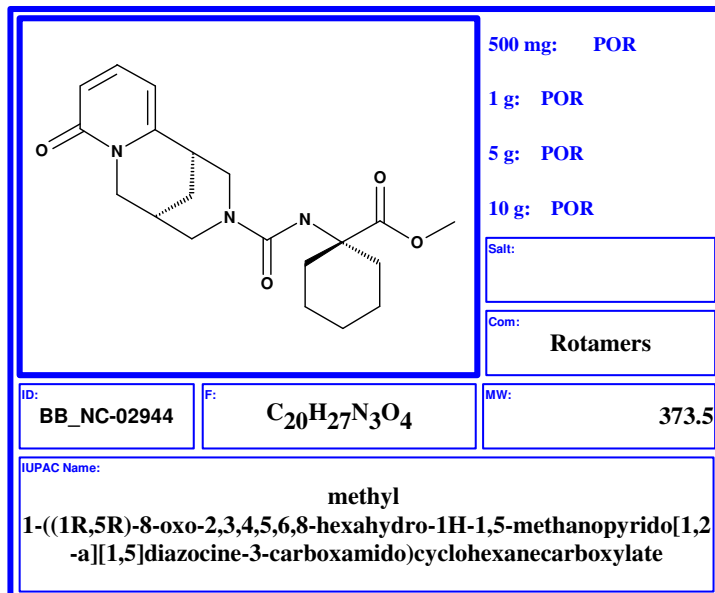 500 mg: POR
1 g: POR
5 g: POR
10 g: POR
O
N
N
N
O
O
O
Salt:
Com:
Rotamers
ID:
BB_NC-02944
F:
C20H27N3O4
MW:
373.5
IUPAC Name:
methyl
1-((1R,5R)-8-oxo-2,3,4,5,6,8-hexahydro-1H-1,5-methanopyrido[1,2
-a][1,5]diazocine-3-carboxamido)cyclohexanecarboxylate